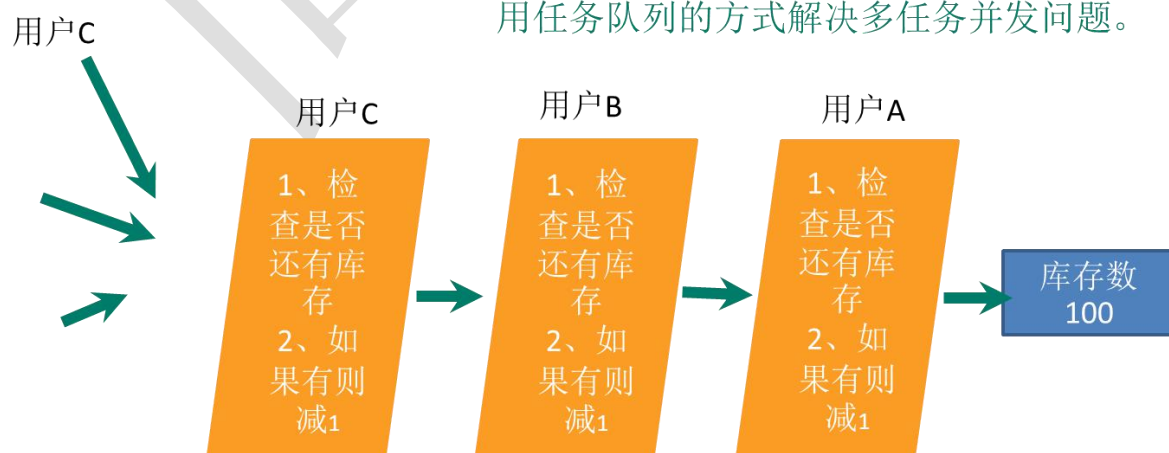 用任务队列的方式解决多任务并发问题。
用户C
用户C
用户B
用户A
1、检
查是否
还有库
存
2、如
果有则
减1
1、检
查是否
还有库
存
2、如
果有则
减1
1、检
查是否
还有库
存
2、如
果有则
减1
库存数
100